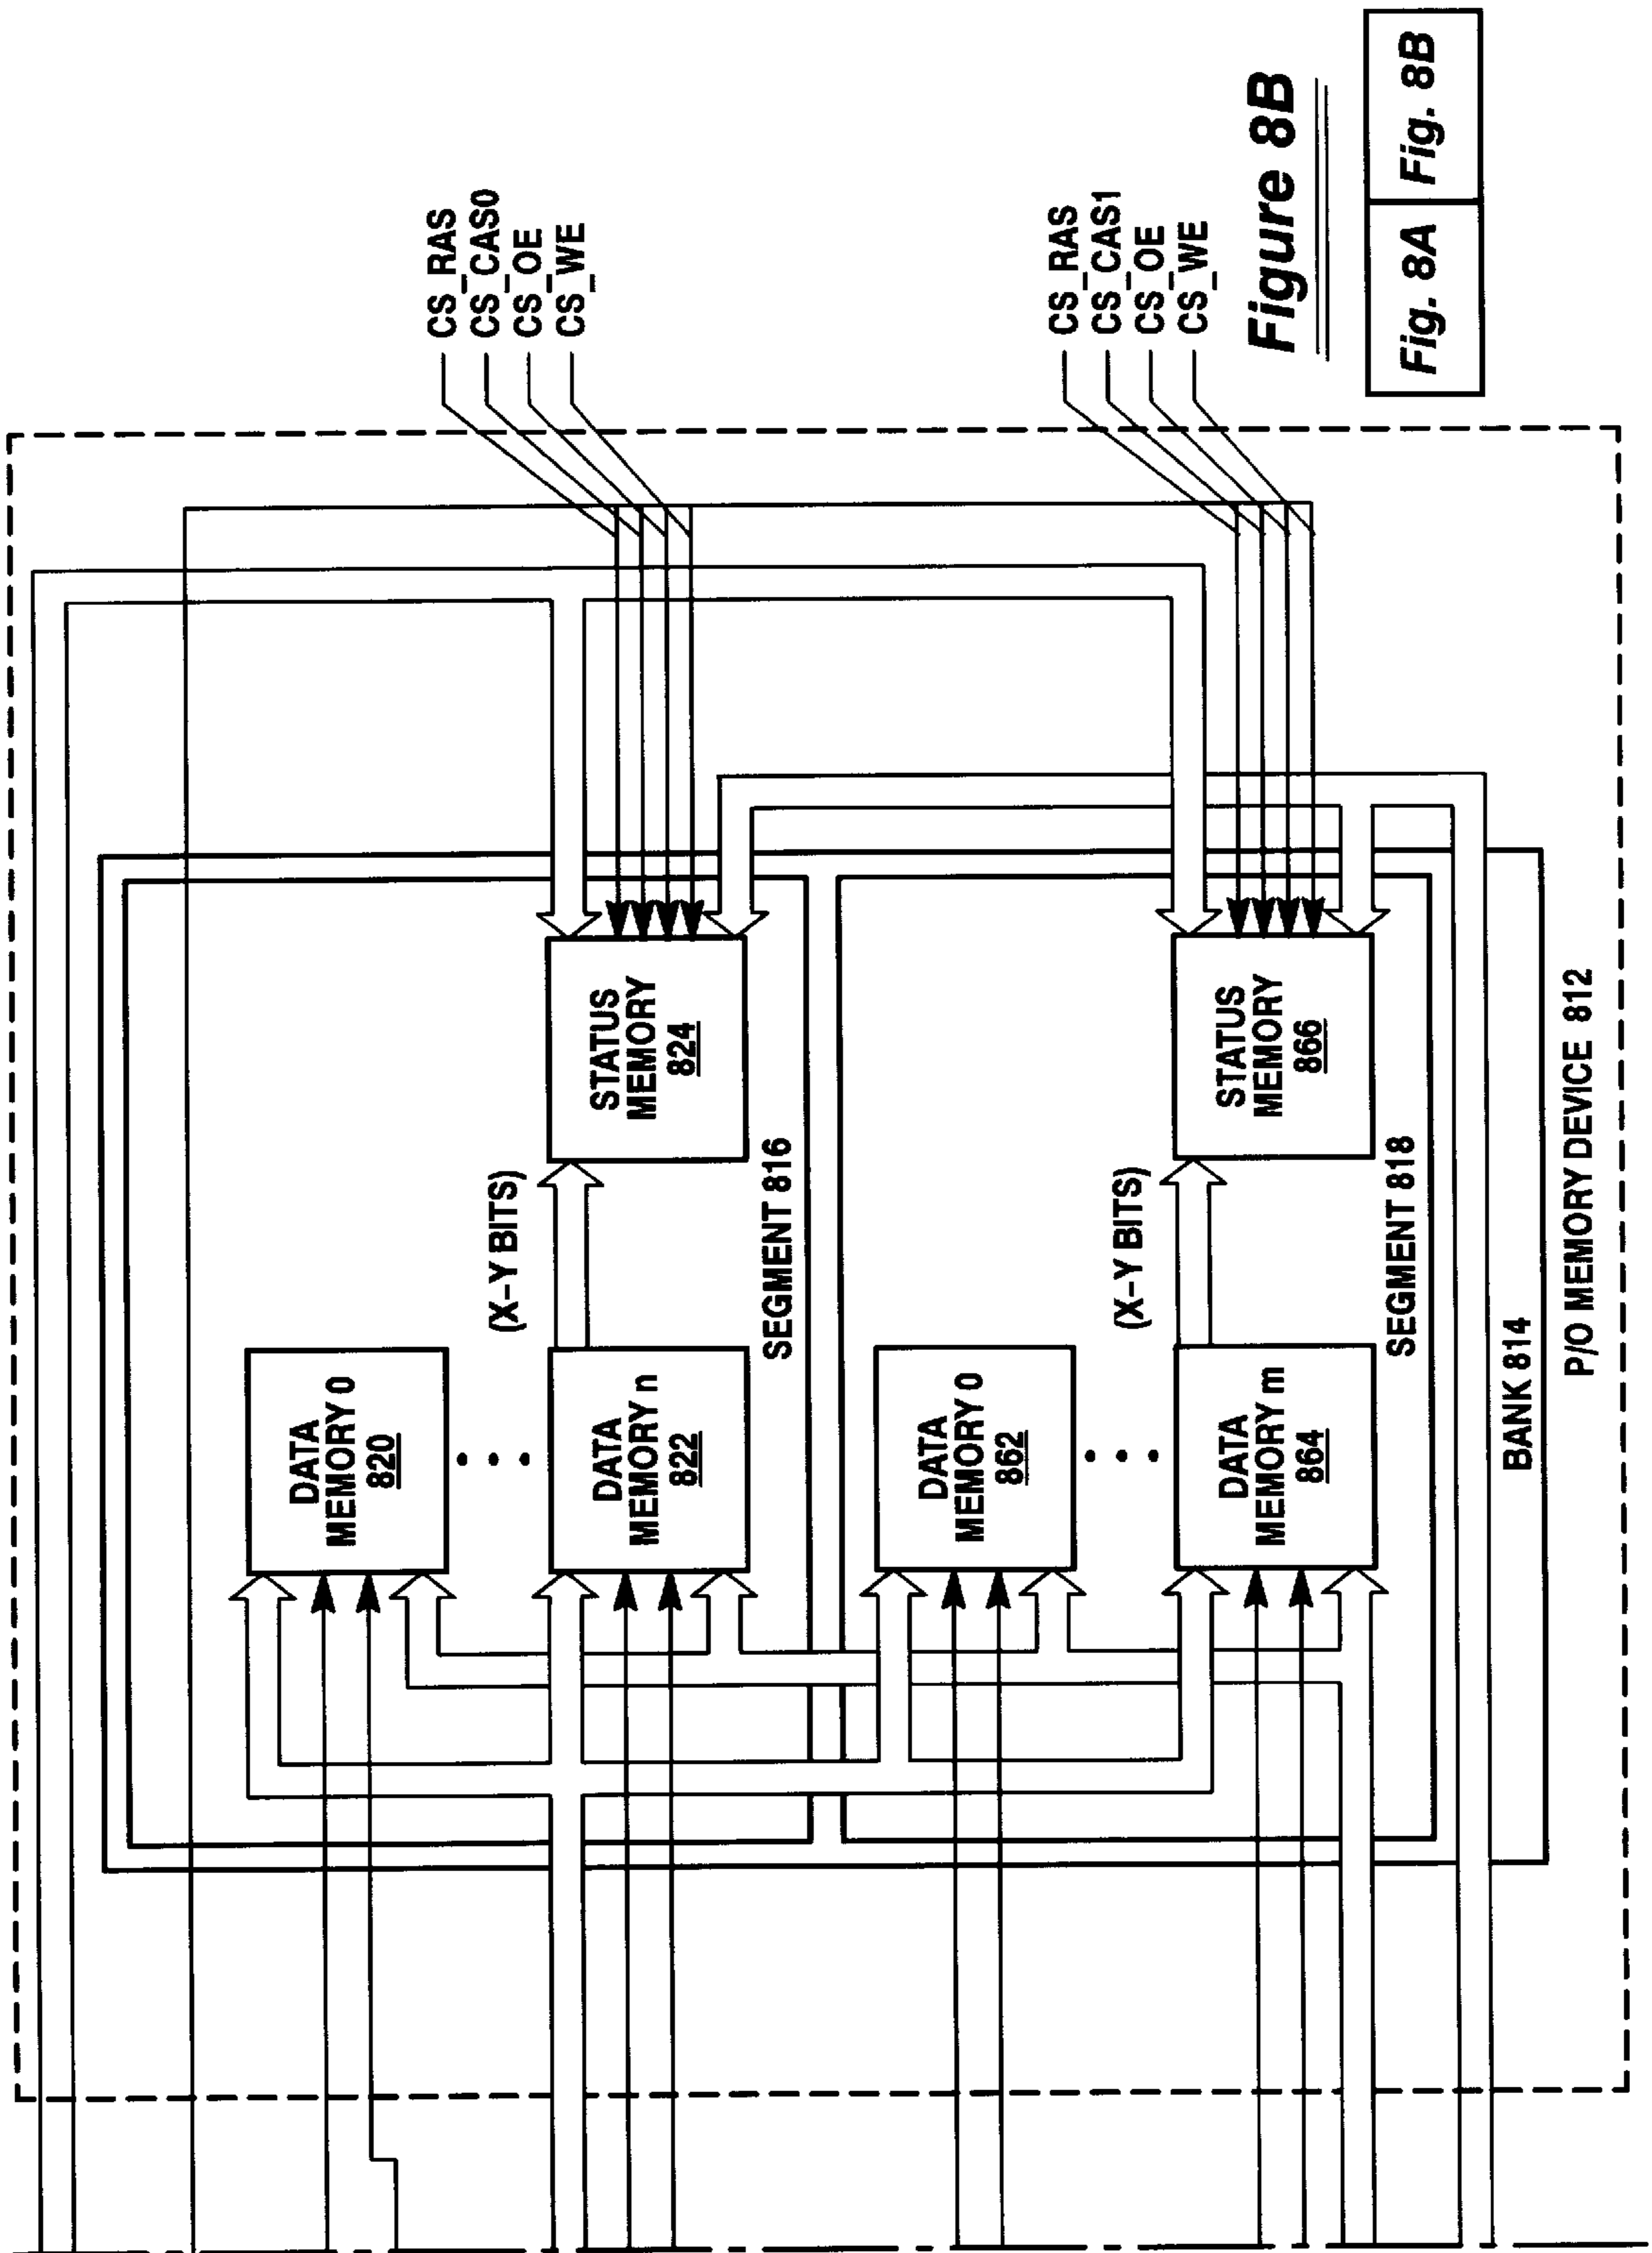 CS_RAS
CS_CAS0
CS_OE
CS_WE
DATA
MEMORY 0
820
(X–Y BITS)
DATA
MEMORY n
822
STATUS
MEMORY
824
SEGMENT 816
CS_RAS
CS_CAS1
CS_OE
CS_WE
DATA
MEMORY 0
862
(X–Y BITS)
DATA
MEMORY m
864
STATUS
MEMORY
866
SEGMENT 818
BANK 814
P/O MEMORY DEVICE 812
Figure 8B
Fig. 8A
Fig. 8B